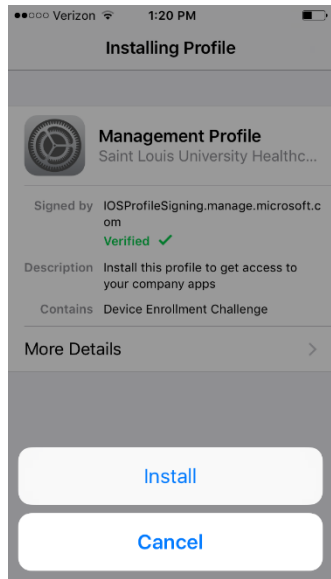 ●●○○○ Verizon 1:20 PM
Installing Profile
Management Profile
Saint Louis University Healthc...
Signed by IOSProfileSigning.manage.microsoft.c
om
Verified ✓
Description Install this profile to get access to
your company apps
Contains Device Enrollment Challenge
More Details
Install
Cancel